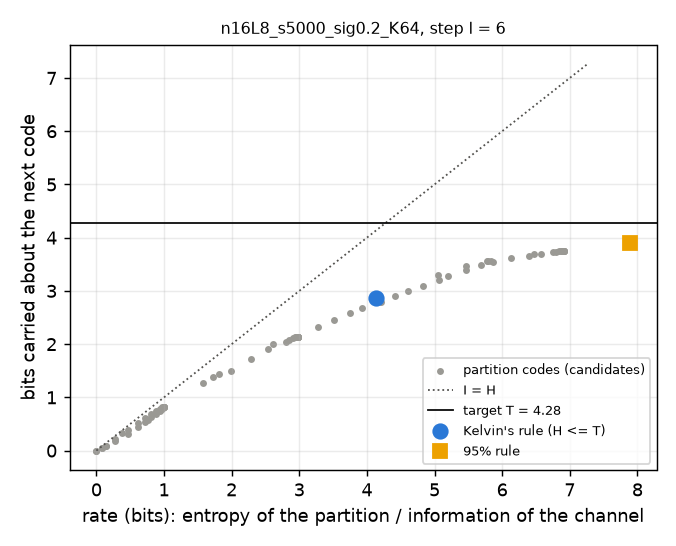 n16L8_s5000_sig0.2_K64, step l = 6
bits carried about the next code
7
6
5
4
3
2
1
0
partition codes (candidates)
I = H
target T = 4.28
Kelvin's rule (H <= T)
95% rule
0 1 2 3 4 5 6 7 8
rate (bits): entropy of the partition / information of the channel